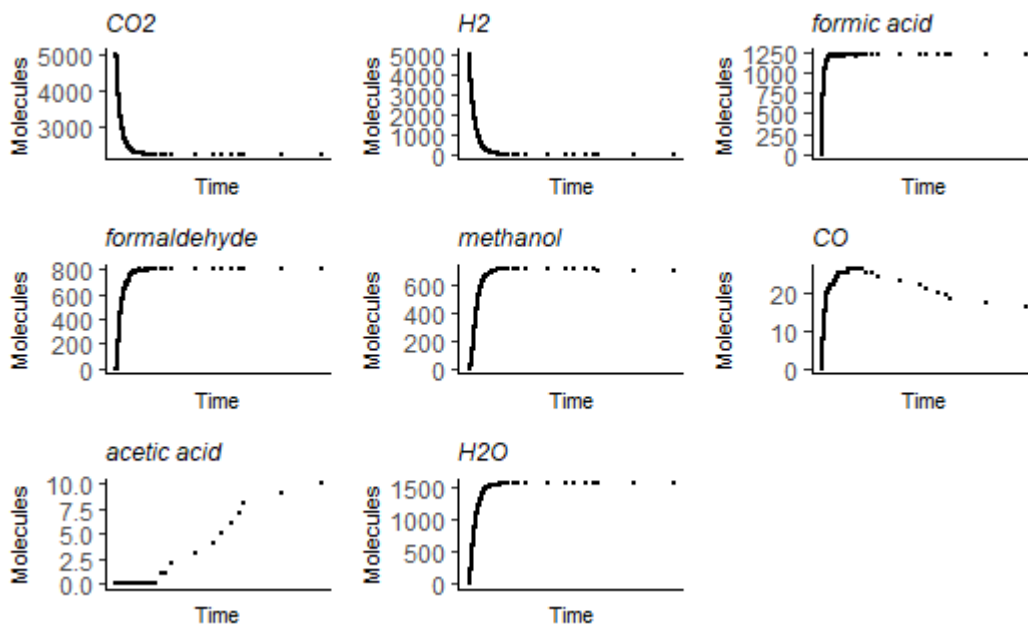 CO2
Molecules
5000
4000
3000
Time
H2
Molecules
5000
4000
3000
2000
1000
0
Time
formic acid
Molecules
1250
1000
750
500
250
0
Time
formaldehyde
Molecules
800
600
400
200
0
Time
methanol
Molecules
600
400
200
0
Time
CO
Molecules
20
10
0
Time
acetic acid
Molecules
10.0
7.5
5.0
2.5
0.0
Time
H2O
Molecules
1500
1000
500
0
Time